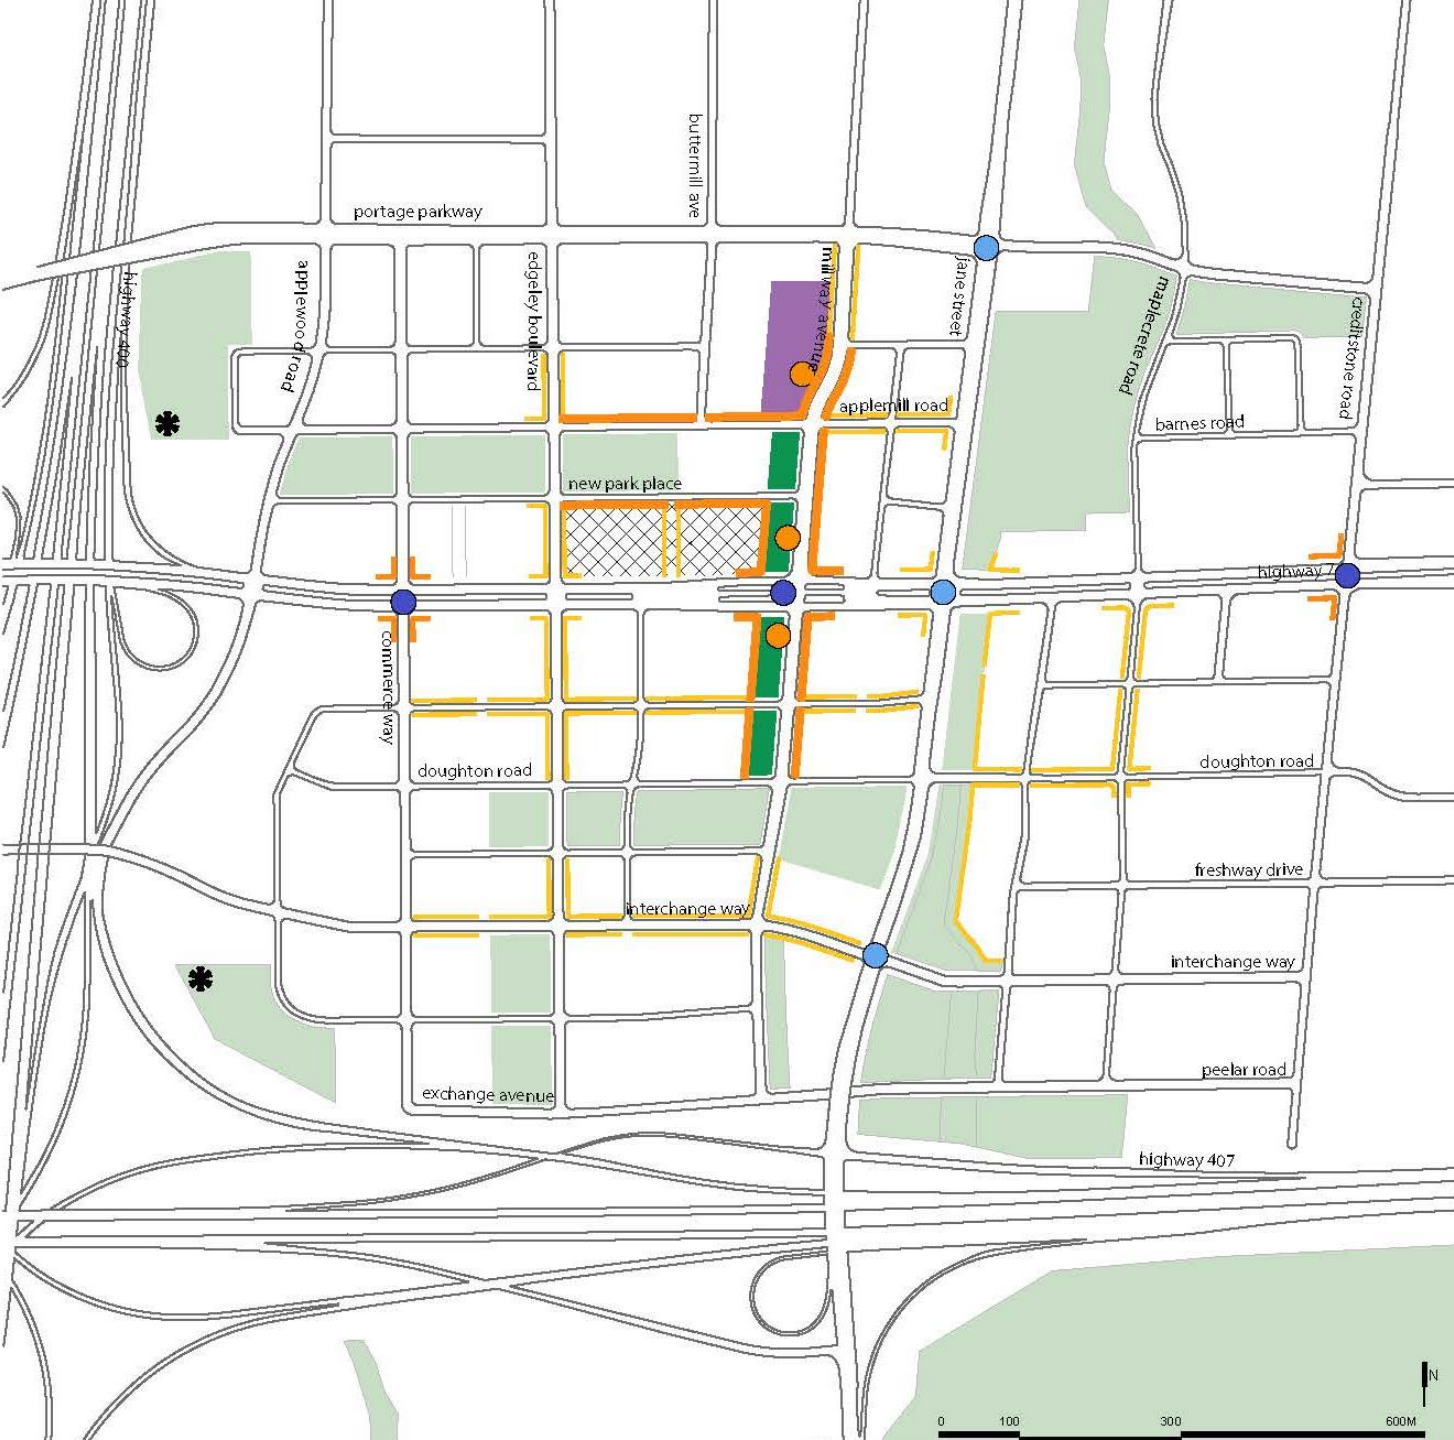 buttermill ave
portage parkway
highway 400
applewood road
edgeley boulevard
millway avenue
jane street
maplecrete road
creditstone road
applemill road
barnes road
new park place
highway 7
commerce way
doughton road
doughton road
freshway drive
interchange way
interchange way
peelar road
exchange avenue
highway 407
N
0 100 300 600M